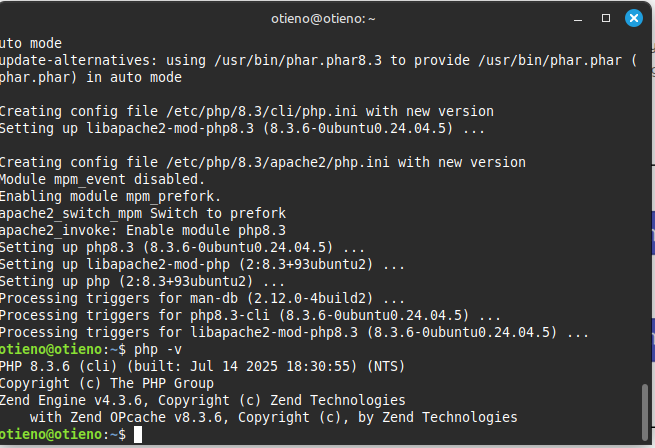 otieno@otieno: ~
uto mode
update-alternatives: using /usr/bin/phar.phar8.3 to provide /usr/bin/phar.phar (
phar.phar) in auto mode
Creating config file /etc/php/8.3/cli/php.ini with new version
Setting up libapache2-mod-php8.3 (8.3.6-0ubuntu0.24.04.5) ...
Creating config file /etc/php/8.3/apache2/php.ini with new version
Module mpm_event disabled.
Enabling module mpm_prefork.
apache2_switch_mpm Switch to prefork
apache2_invoke: Enable module php8.3
Setting up php8.3 (8.3.6-0ubuntu0.24.04.5) ...
Setting up libapache2-mod-php (2:8.3+93ubuntu2) ...
Setting up php (2:8.3+93ubuntu2) ...
Processing triggers for man-db (2.12.0-4build2) ...
Processing triggers for php8.3-cli (8.3.6-0ubuntu0.24.04.5) ...
Processing triggers for libapache2-mod-php8.3 (8.3.6-0ubuntu0.24.04.5) ...
otieno@otieno:~$ php -v
PHP 8.3.6 (cli) (built: Jul 14 2025 18:30:55) (NTS)
Copyright (c) The PHP Group
Zend Engine v4.3.6, Copyright (c) Zend Technologies
    with Zend OPcache v8.3.6, Copyright (c), by Zend Technologies
otieno@otieno:~$